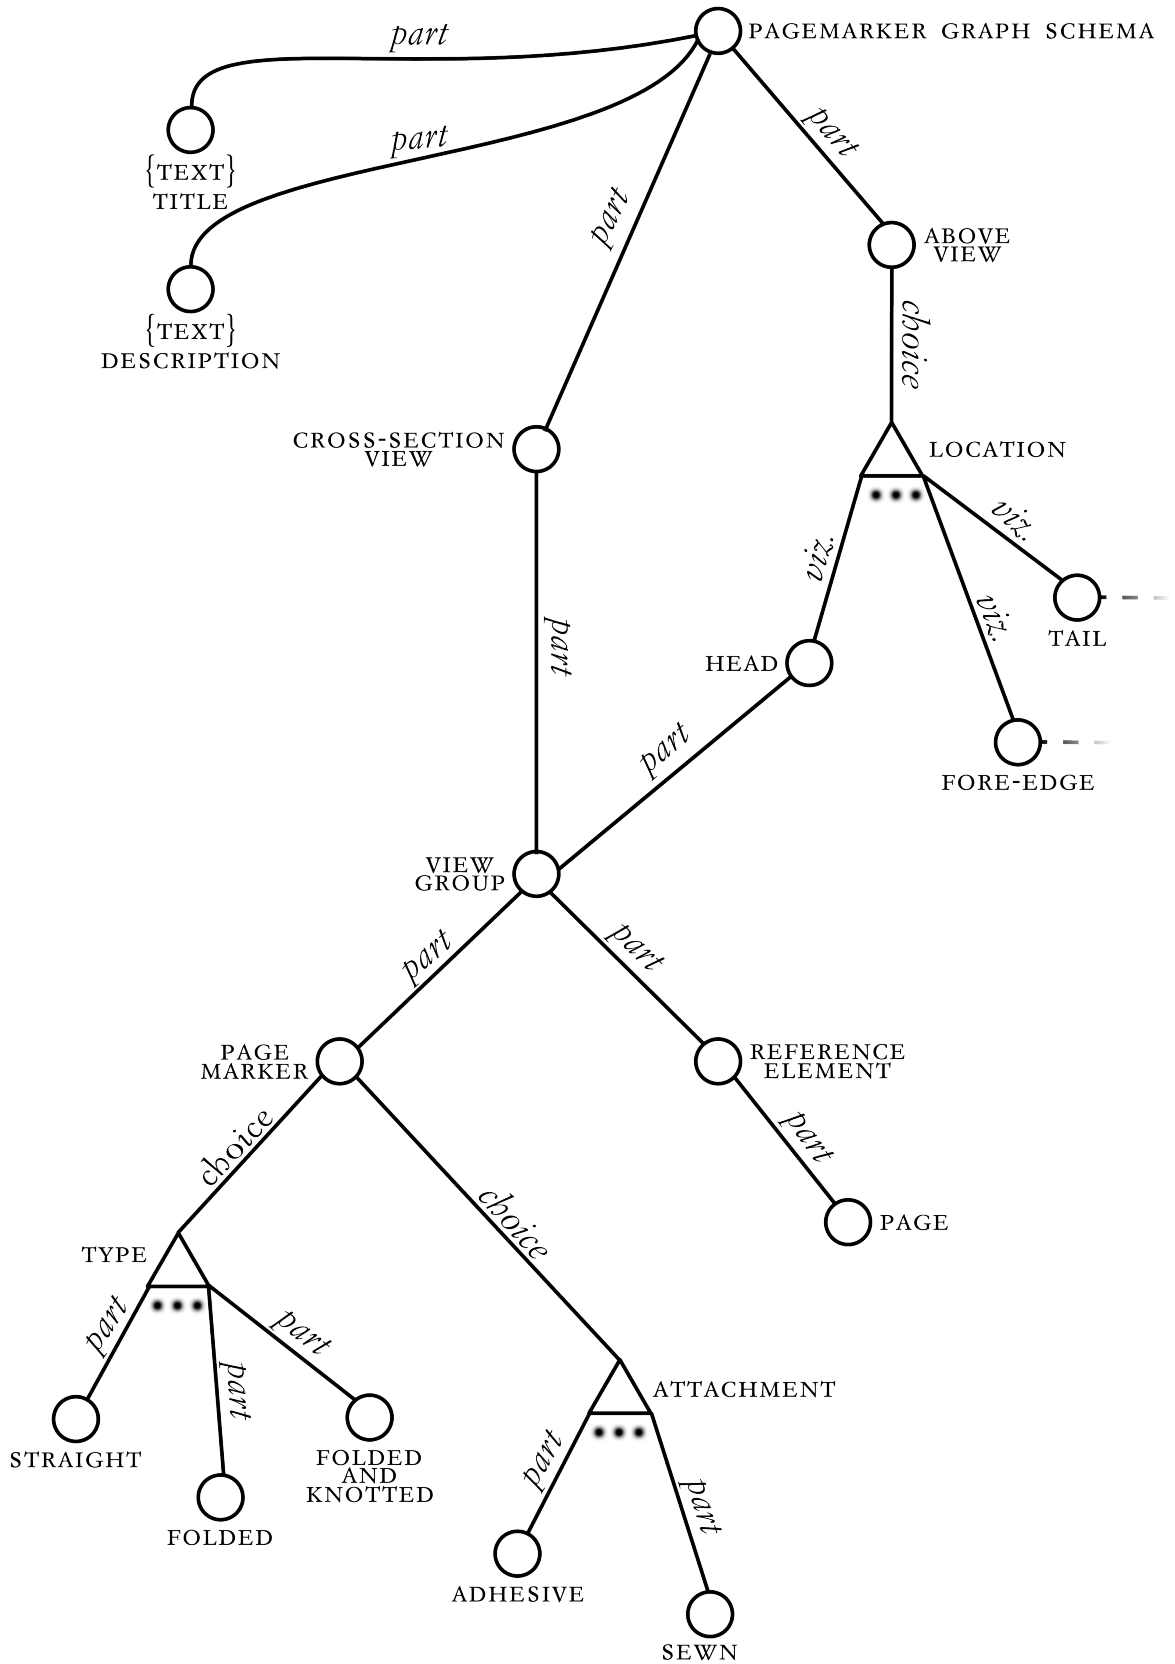 part
PAGEMARKER GRAPH SCHEMA
part
part
{TEXT}
TITLE
part
ABOVE
VIEW
{TEXT}
DESCRIPTION
choice
CROSS-SECTION
VIEW
LOCATION
viz.
viz.
viz.
TAIL
part
HEAD
part
FORE-EDGE
VIEW
GROUP
part
part
PAGE
MARKER
REFERENCE
ELEMENT
choice
part
choice
PAGE
TYPE
part
part
part
ATTACHMENT
STRAIGHT
FOLDED
AND
KNOTTED
part
part
FOLDED
ADHESIVE
SEWN